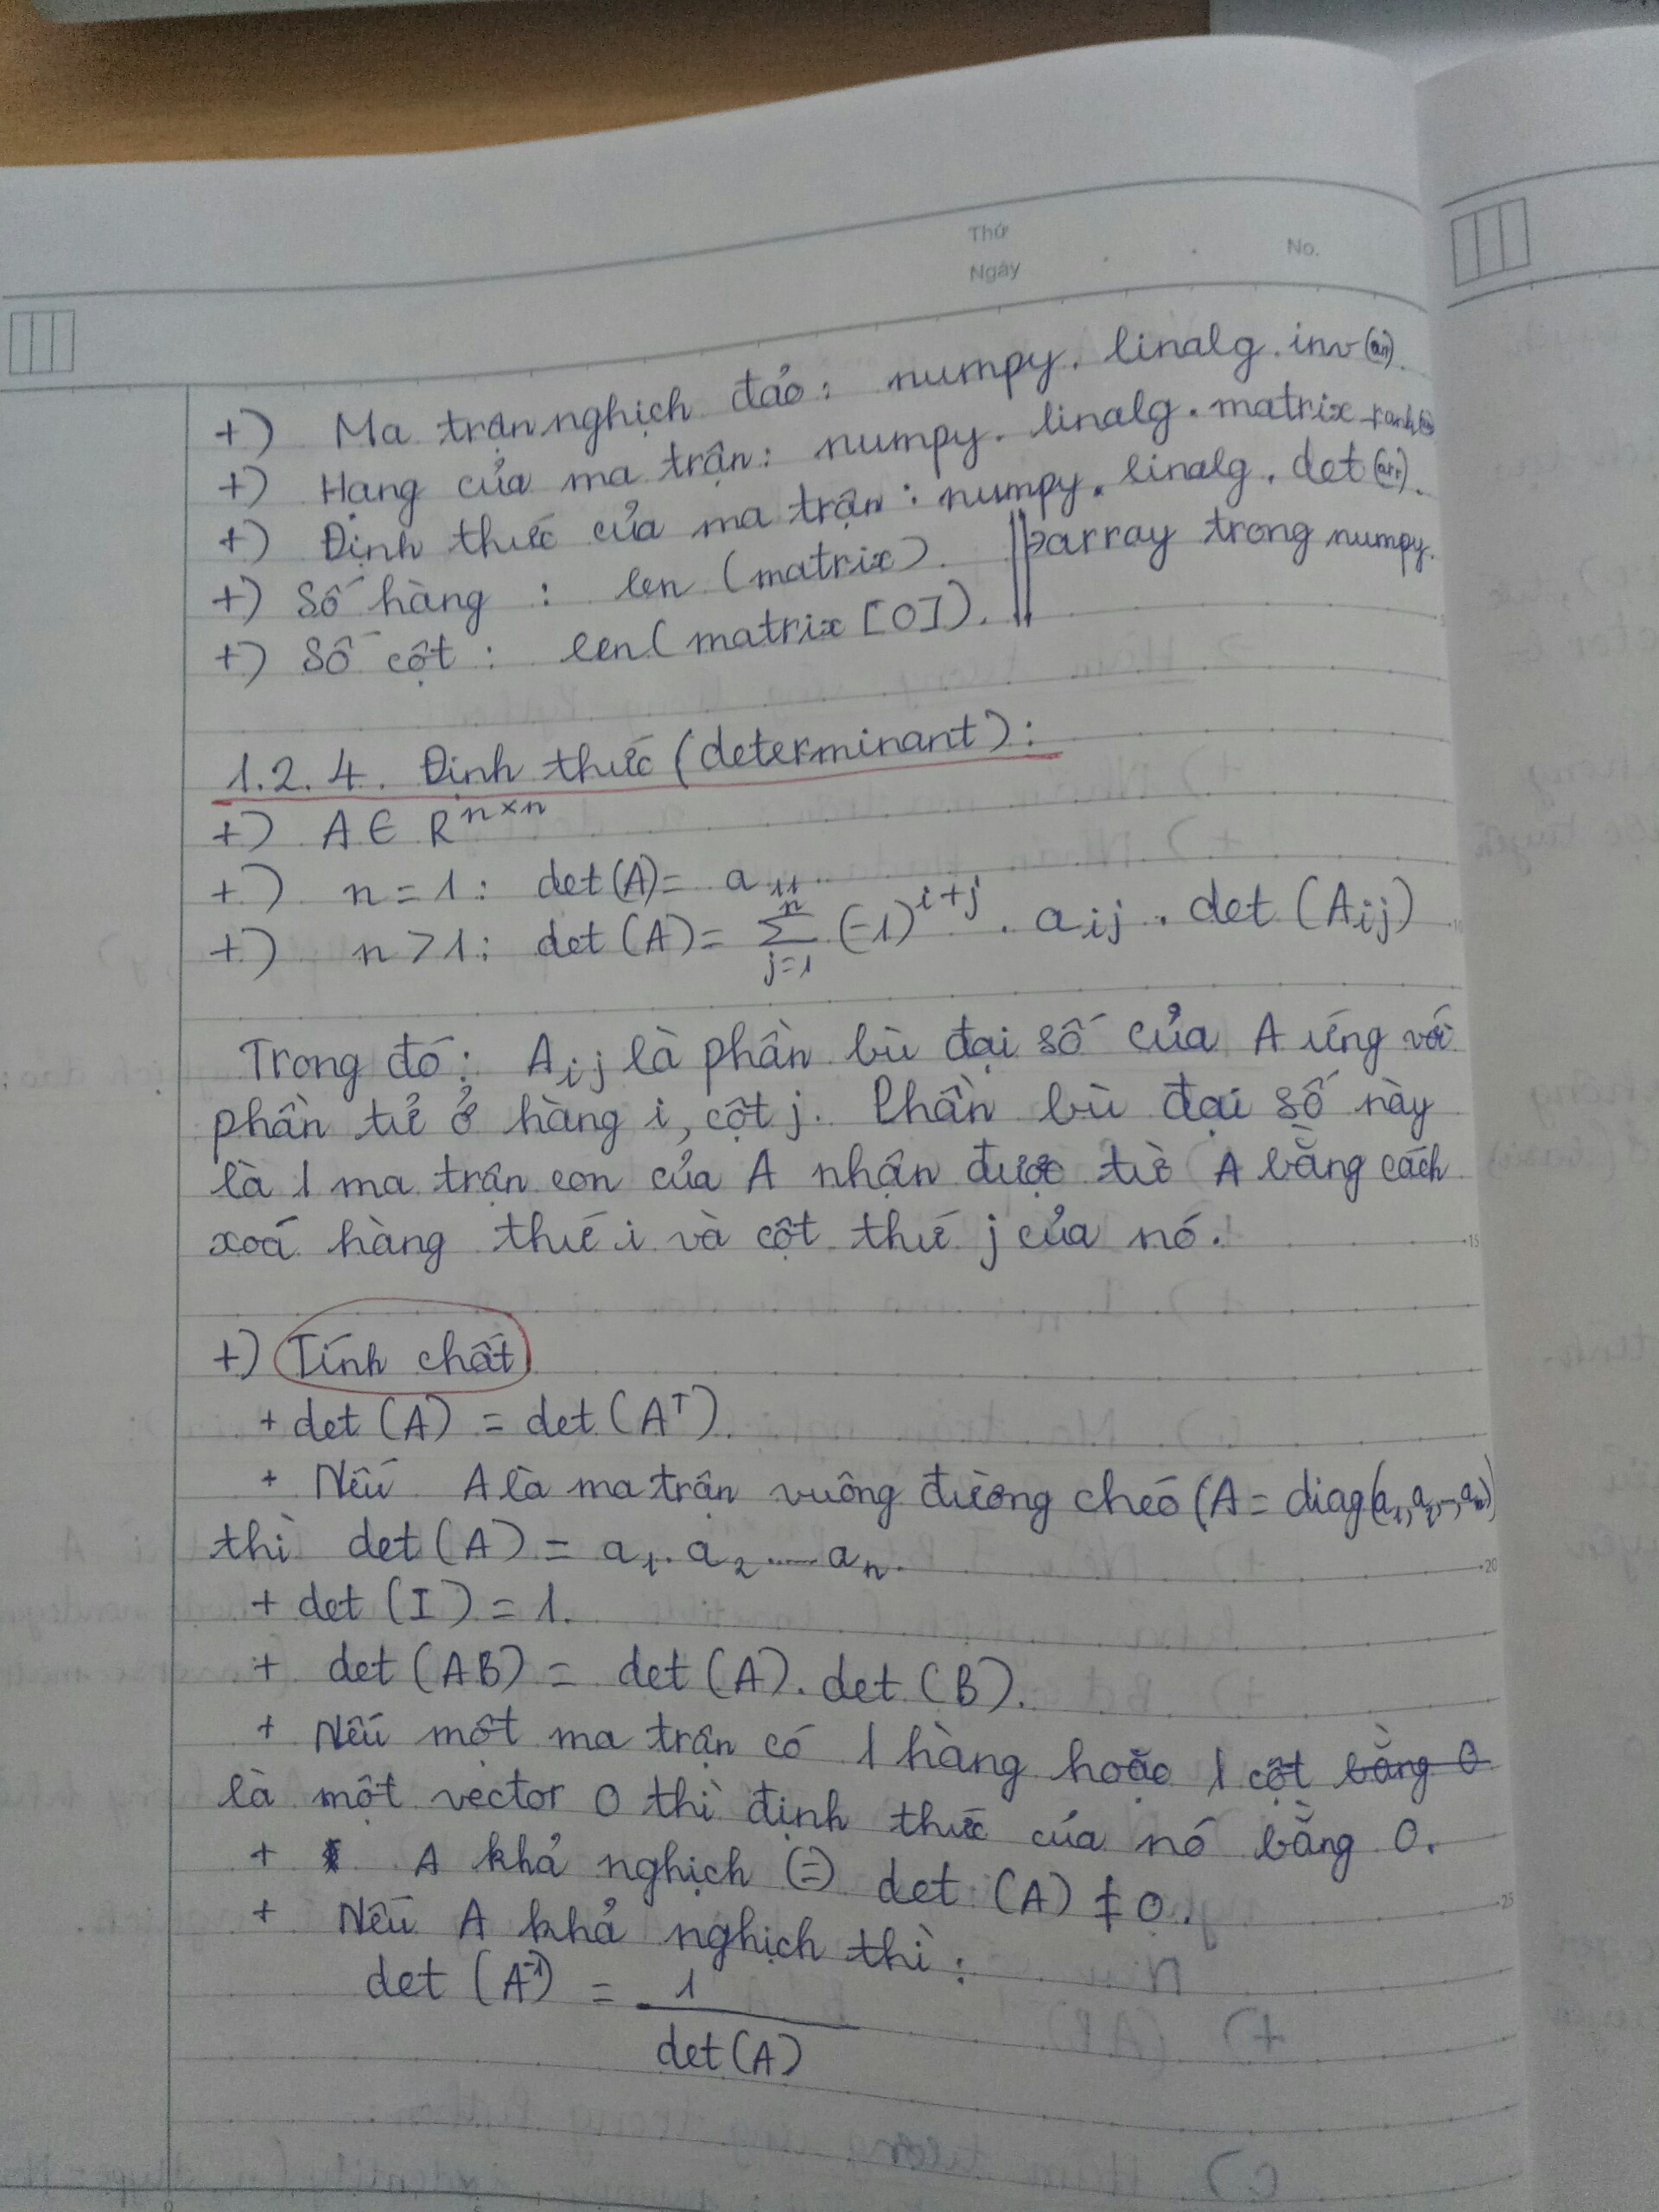 Thứ
Ngày
No.
+) Ma trận nghịch đảo: numpy.linalg.inv(arr).
+) Hạng của ma trận: numpy.linalg.matrix_rank
+) Định thức của ma trận: numpy.linalg.det(arr).
+) Số hàng : len (matrix). array trong numpy.
+) Số cột : len(matrix[0]).
1.2.4. Định thức (determinant):
+) A ∈ R^{n×n}
+) n = 1: det(A) = a_{11}
+) n > 1: det(A) = \sum_{j=1}^{n} (-1)^{i+j} . a_{ij} . det(A_{ij})
Trong đó: A_{ij} là phần bù đại số của A ứng với
phần tử ở hàng i, cột j. Phần bù đại số này
là 1 ma trận con của A nhận được từ A bằng cách
xoá hàng thứ i và cột thứ j của nó.
+) Tính chất
+ det(A) = det(A^T).
+ Nếu A là ma trận vuông đường chéo (A = diag(a_1, a_2, ..., a_n)
thì det(A) = a_1. a_2 ..... a_n.
+ det(I) = 1.
+ det(AB) = det(A). det(B).
+ Nếu một ma trận có 1 hàng hoặc 1 cột bằng 0
là một vector 0 thì định thức của nó bằng 0.
+ A khả nghịch (=) det(A) ≠ 0.
+ Nếu A khả nghịch thì:
det(A^{-1}) = \frac{1}{det(A)}